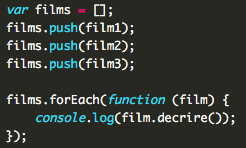 var films = [];
films.push(film1);
films.push(film2);
films.push(film3);

films.forEach(function (film) {
    console.log(film.decrire());
});